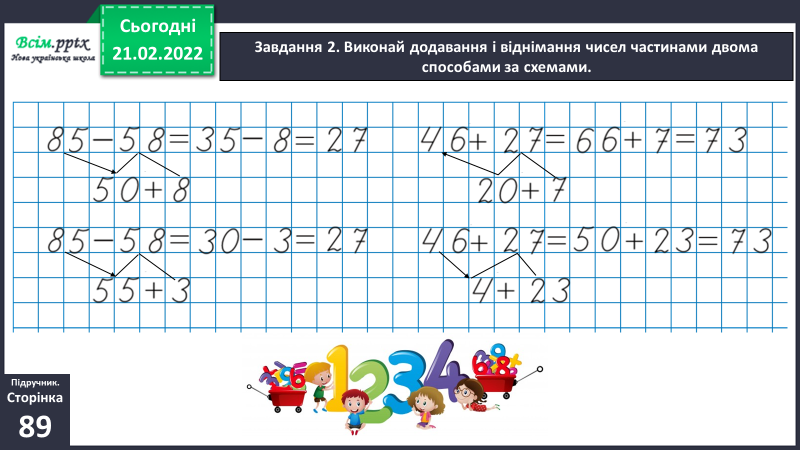 Всім.pptx
Нова українська школа
Сьогодні
21.02.2022
Завдання 2. Виконай додавання і віднімання чисел частинами двома
способами за схемами.
85-58=35-8=27
46+27=66+7=73
50+8
20+7
85-58=30-3=27
46+27=50+23=73
55+3
4+23
1234
Підручник.
Сторінка
89